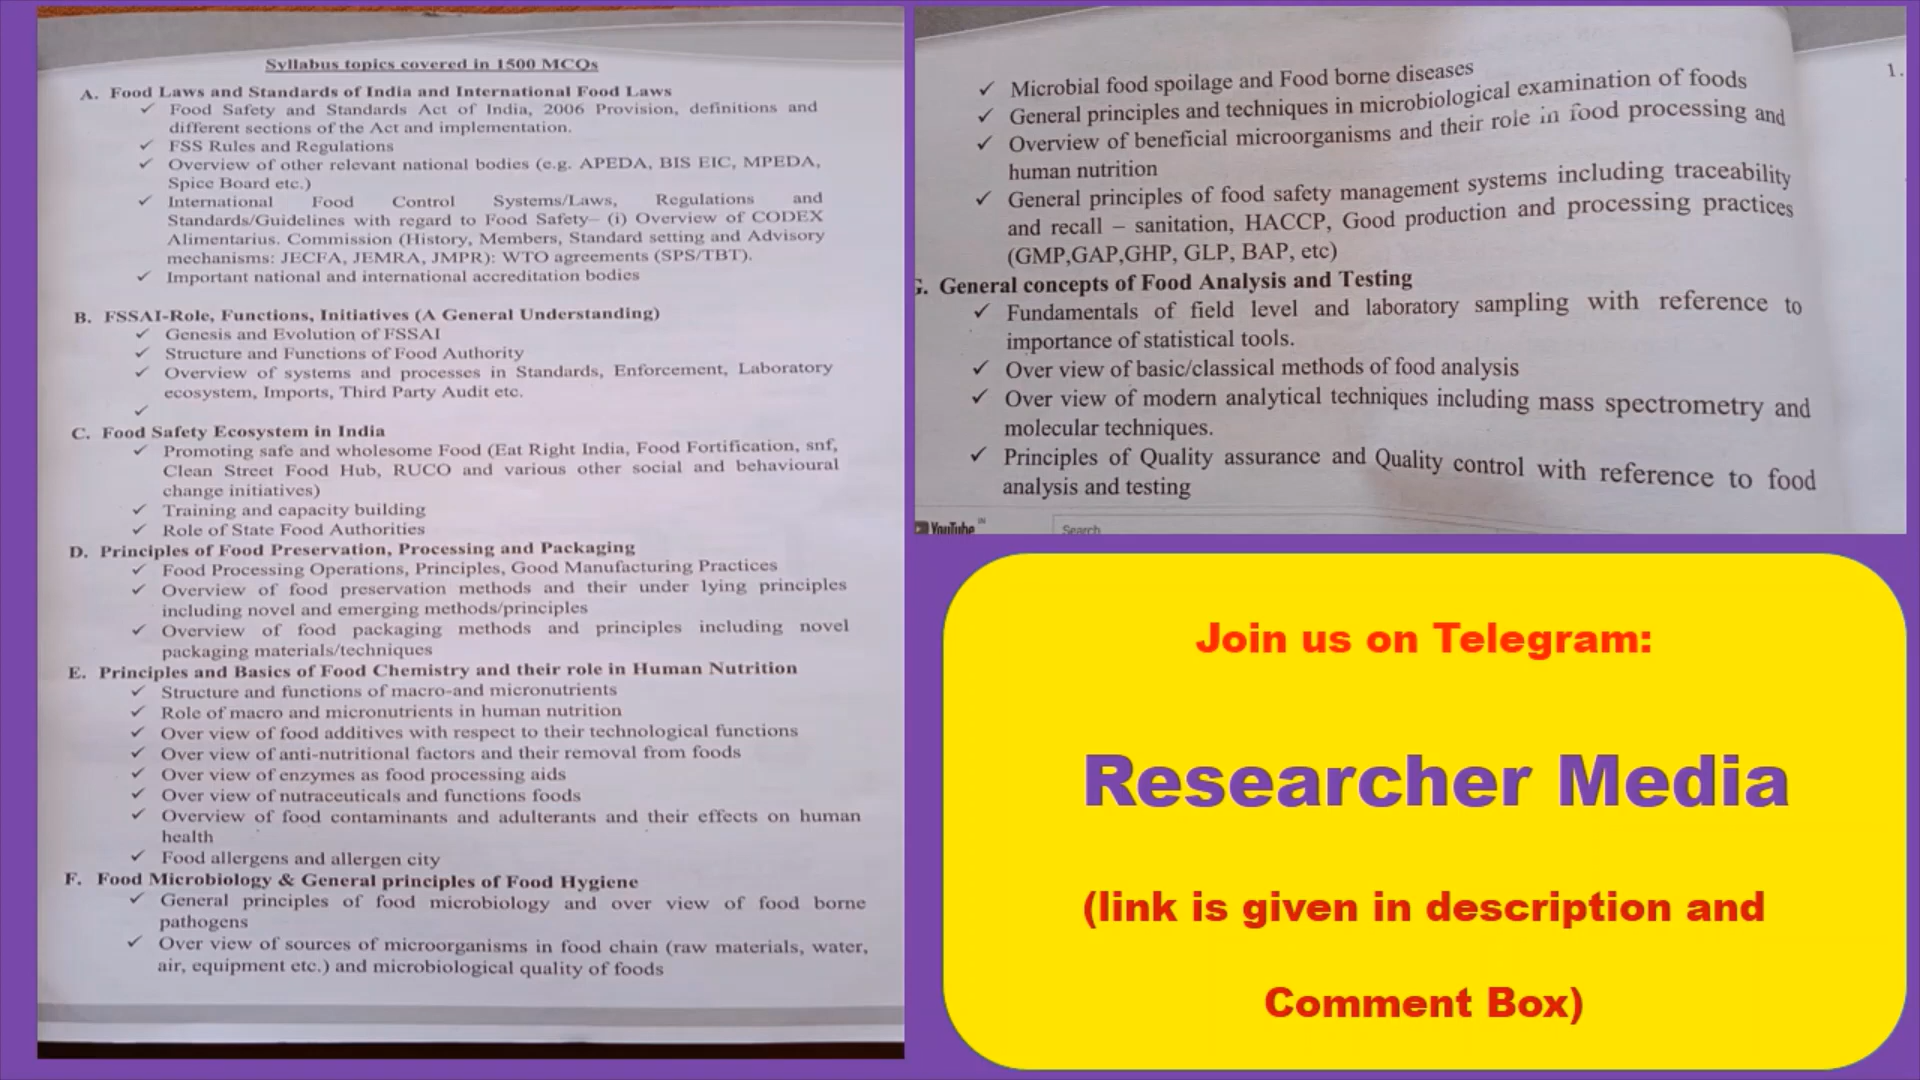 Syllabus topics covered in 1500 MCQs
A. Food Laws and Standards of India and International Food Laws
✓ Food Safety and Standards Act of India, 2006 Provision, definitions and
different sections of the Act and implementation.
✓ FSS Rules and Regulations
✓ Overview of other relevant national bodies (e.g. APEDA, BIS EIC, MPEDA,
Spice Board etc.)
✓ International Food Control Systems/Laws, Regulations and
Standards/Guidelines with regard to Food Safety– (i) Overview of CODEX
Alimentarius. Commission (History, Members, Standard setting and Advisory
mechanisms: JECFA, JEMRA, JMPR): WTO agreements (SPS/TBT).
✓ Important national and international accreditation bodies
B. FSSAI-Role, Functions, Initiatives (A General Understanding)
✓ Genesis and Evolution of FSSAI
✓ Structure and Functions of Food Authority
✓ Overview of systems and processes in Standards, Enforcement, Laboratory
ecosystem, Imports, Third Party Audit etc.
✓
C. Food Safety Ecosystem in India
✓ Promoting safe and wholesome Food (Eat Right India, Food Fortification, snf,
Clean Street Food Hub, RUCO and various other social and behavioural
change initiatives)
✓ Training and capacity building
✓ Role of State Food Authorities
D. Principles of Food Preservation, Processing and Packaging
✓ Food Processing Operations, Principles, Good Manufacturing Practices
✓ Overview of food preservation methods and their under lying principles
including novel and emerging methods/principles
✓ Overview of food packaging methods and principles including novel
packaging materials/techniques
E. Principles and Basics of Food Chemistry and their role in Human Nutrition
✓ Structure and functions of macro-and micronutrients
✓ Role of macro and micronutrients in human nutrition
✓ Over view of food additives with respect to their technological functions
✓ Over view of anti-nutritional factors and their removal from foods
✓ Over view of enzymes as food processing aids
✓ Over view of nutraceuticals and functions foods
✓ Overview of food contaminants and adulterants and their effects on human
health
✓ Food allergens and allergen city
F. Food Microbiology & General principles of Food Hygiene
✓ General principles of food microbiology and over view of food borne
pathogens
✓ Over view of sources of microorganisms in food chain (raw materials, water,
air, equipment etc.) and microbiological quality of foods
✓ Microbial food spoilage and Food borne diseases
✓ General principles and techniques in microbiological examination of foods
✓ Overview of beneficial microorganisms and their role in food processing and
human nutrition
✓ General principles of food safety management systems including traceability
and recall – sanitation, HACCP, Good production and processing practices
(GMP,GAP,GHP, GLP, BAP, etc)
G. General concepts of Food Analysis and Testing
✓ Fundamentals of field level and laboratory sampling with reference to
importance of statistical tools.
✓ Over view of basic/classical methods of food analysis
✓ Over view of modern analytical techniques including mass spectrometry and
molecular techniques.
✓ Principles of Quality assurance and Quality control with reference to food
analysis and testing
1.
YouTube IN
Search
Join us on Telegram:
Researcher Media
(link is given in description and
Comment Box)